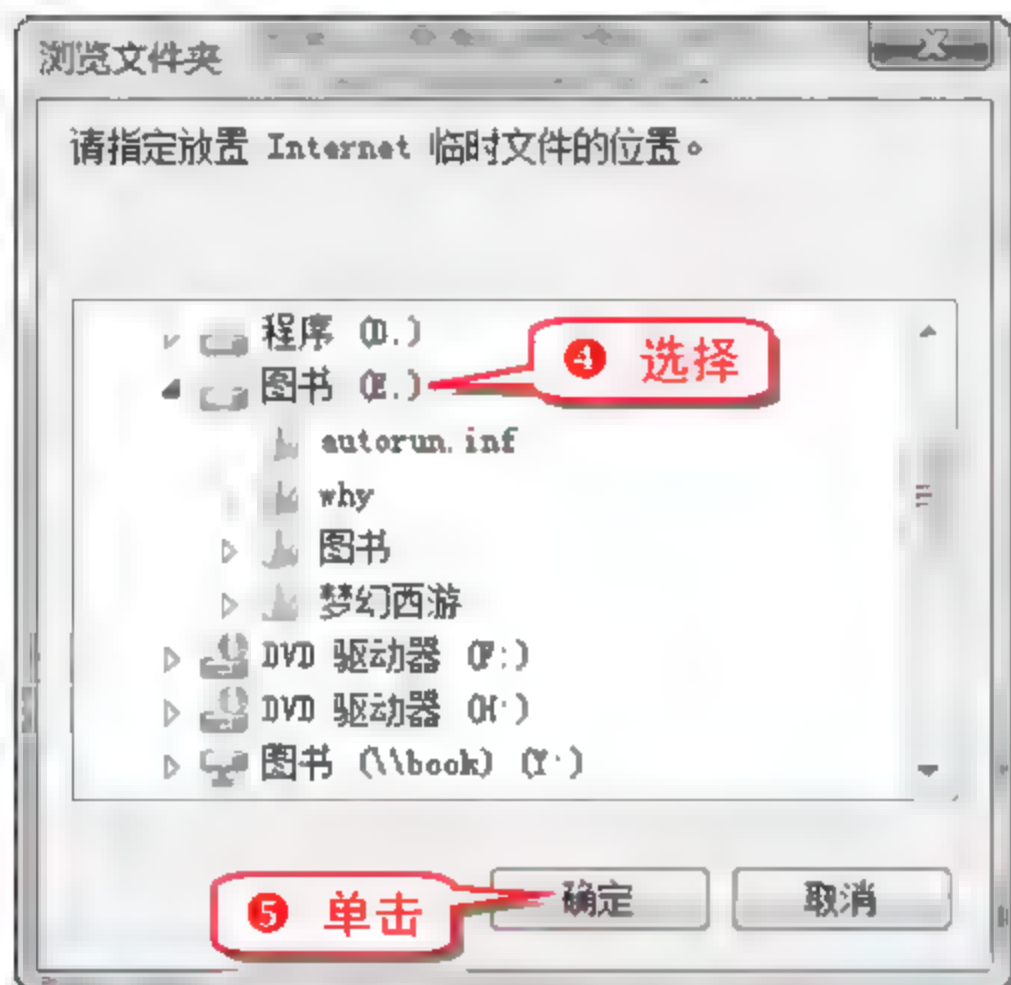 浏览文件夹
请指定放置 Internet 临时文件的位置。
程序 (D:)
❹ 选择
图书 (E:)
autorun.inf
why
图书
梦幻西游
DVD 驱动器 (F:)
DVD 驱动器 (H:)
图书 (\\book) (Y:)
❺ 单击
确定
取消